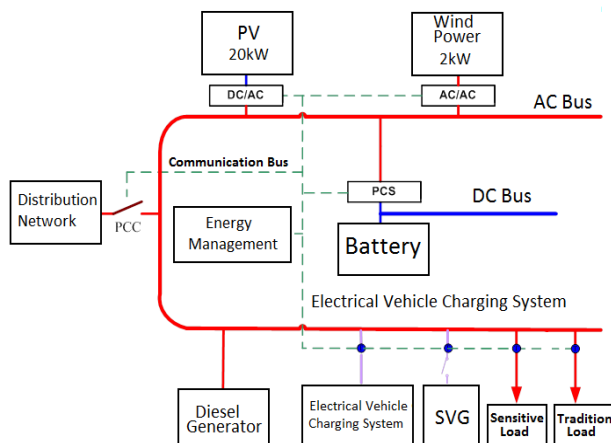 PV
20kW
Wind
Power
2kW
DC/AC
AC/AC
AC Bus
Communication Bus
PCS
Distribution
Network
PCC
Energy
Management
DC Bus
Battery
Electrical Vehicle Charging System
Diesel
Generator
Electrical Vehicle
Charging System
SVG
Sensitive
Load
Tradition
Load